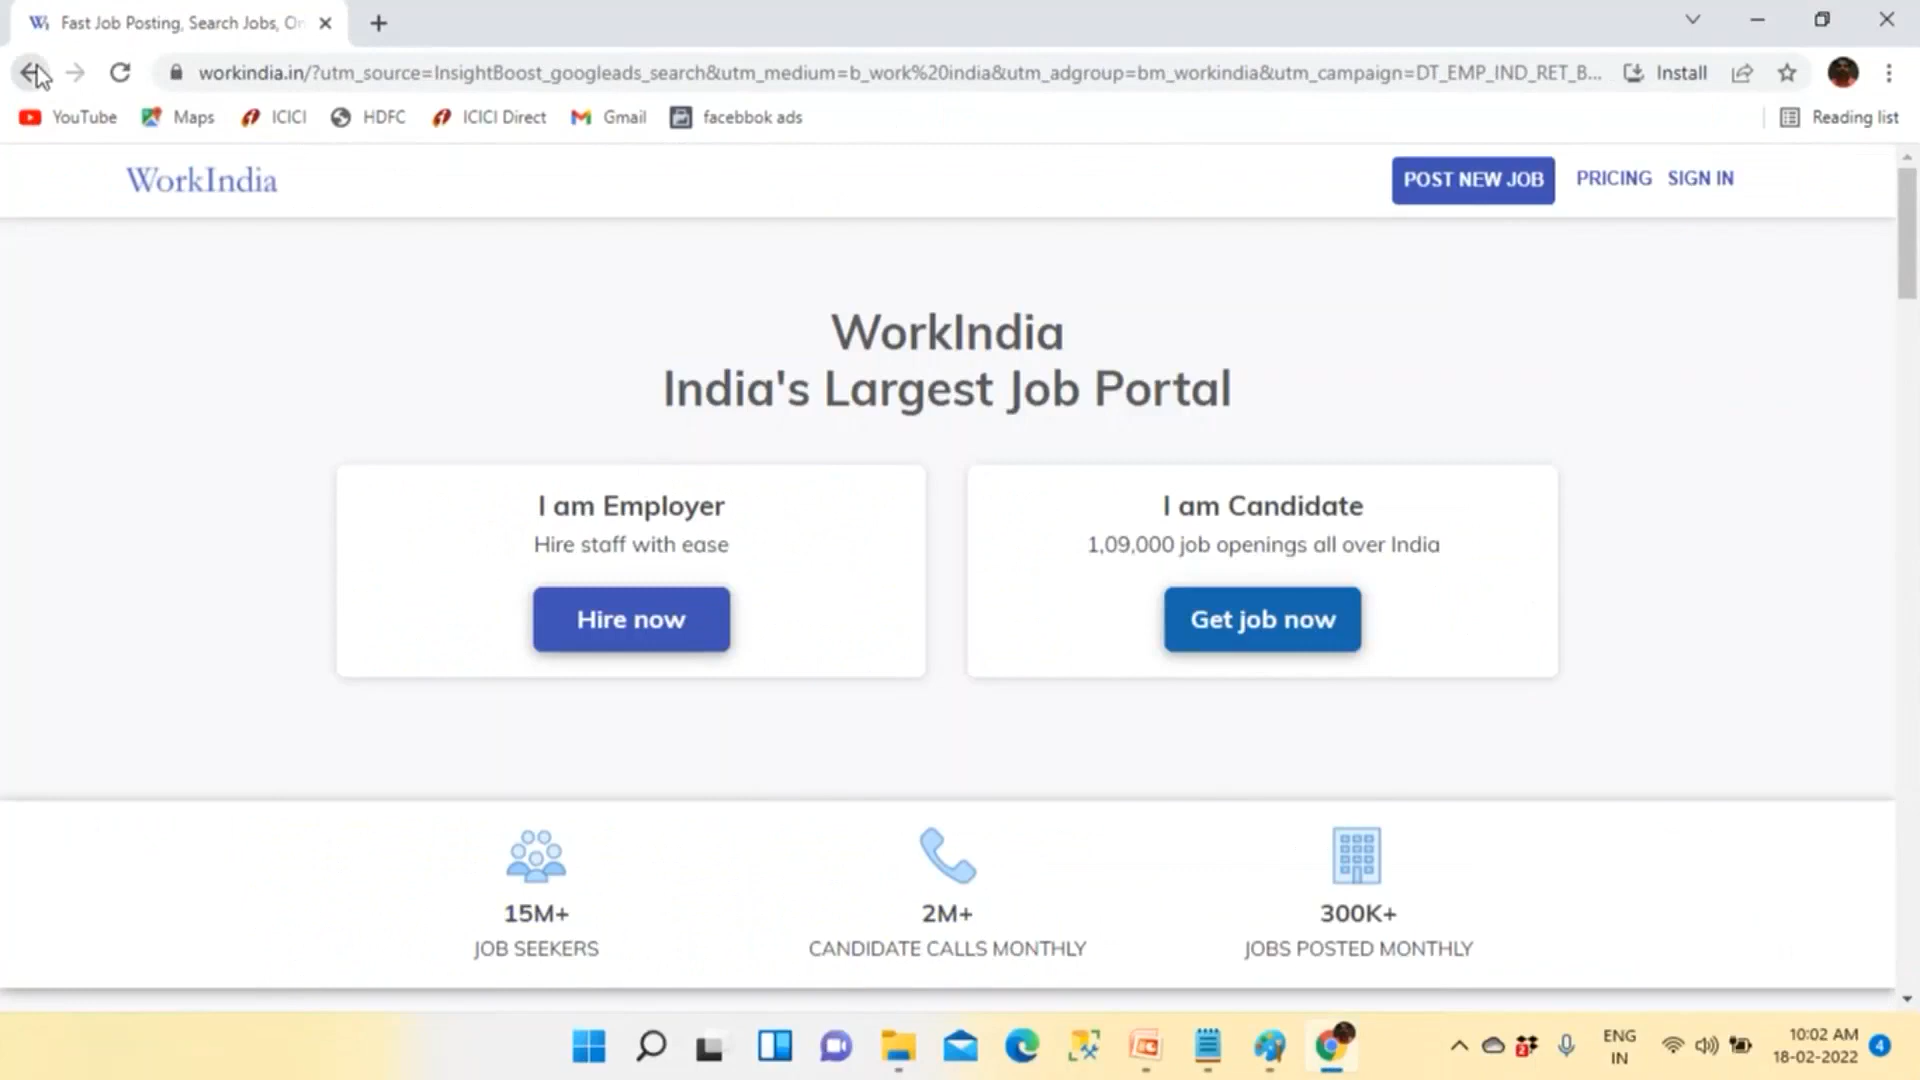 Fast Job Posting, Search Jobs, On
workindia.in/?utm_source=InsightBoost_googleads_search&utm_medium=b_work%20india&utm_adgroup=bm_workindia&utm_campaign=DT_EMP_IND_RET_B...
Install
YouTube Maps ICICI HDFC ICICI Direct Gmail facebbok ads Reading list
WorkIndia
POST NEW JOB PRICING SIGN IN
WorkIndia
India's Largest Job Portal
I am Employer
Hire staff with ease
Hire now
I am Candidate
1,09,000 job openings all over India
Get job now
15M+
JOB SEEKERS
2M+
CANDIDATE CALLS MONTHLY
300K+
JOBS POSTED MONTHLY
ENG
IN
10:02 AM
18-02-2022
4